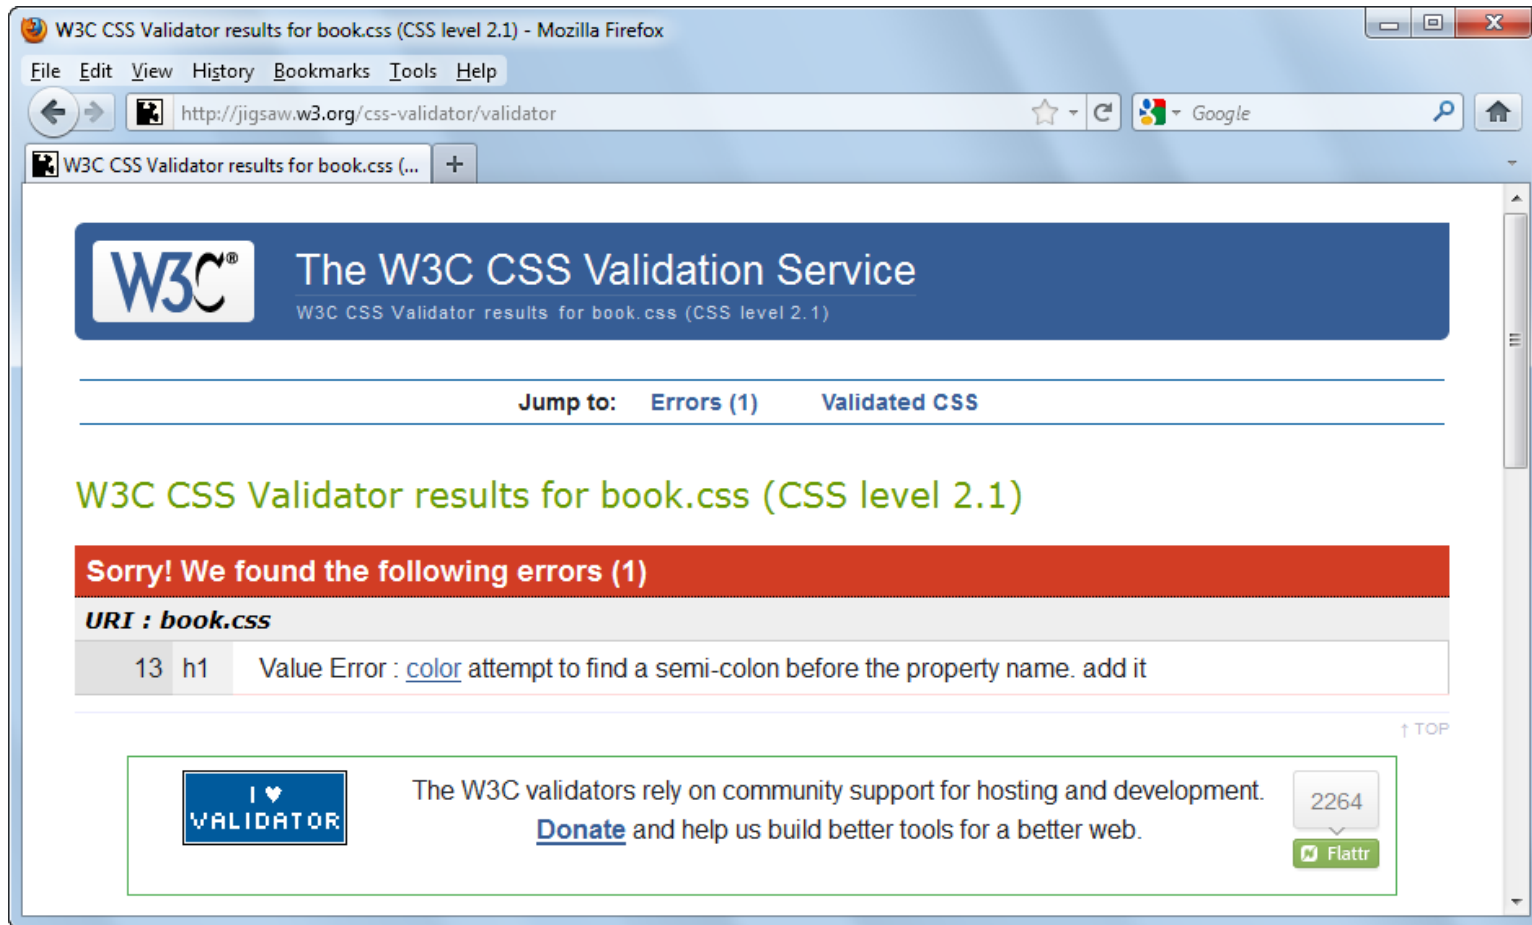 W3C CSS Validator results for book.css (CSS level 2.1) - Mozilla Firefox
File Edit View History Bookmarks Tools Help
http://jigsaw.w3.org/css-validator/validator Google
W3C CSS Validator results for book.css (...
W3C® The W3C CSS Validation Service
W3C CSS Validator results for book.css (CSS level 2.1)
Jump to: Errors (1) Validated CSS
W3C CSS Validator results for book.css (CSS level 2.1)
Sorry! We found the following errors (1)
URI : book.css
13 h1 Value Error : color attempt to find a semi-colon before the property name. add it
↑ TOP
I ♥
VALIDATOR
The W3C validators rely on community support for hosting and development.
Donate and help us build better tools for a better web.
2264
Flattr